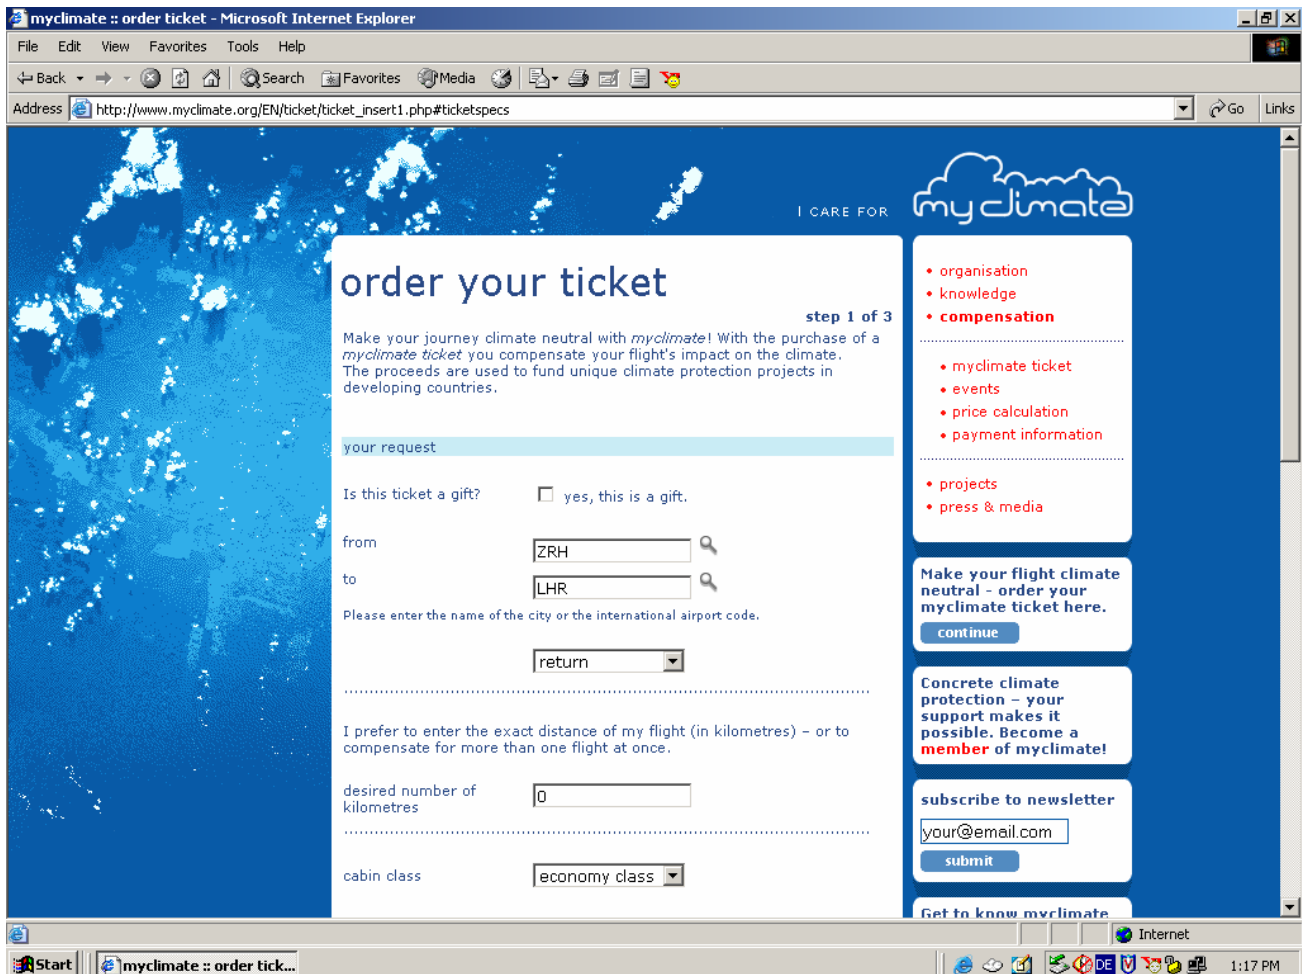 myclimate :: order ticket - Microsoft Internet Explorer
File Edit View Favorites Tools Help
Back Search Favorites Media
Address http://www.myclimate.org/EN/ticket/ticket_insert1.php#ticketspecs Go Links
I CARE FOR myclimate
order your ticket
step 1 of 3
Make your journey climate neutral with myclimate! With the purchase of a
myclimate ticket you compensate your flight's impact on the climate.
The proceeds are used to fund unique climate protection projects in
developing countries.
your request
Is this ticket a gift? yes, this is a gift.
from ZRH
to LHR
Please enter the name of the city or the international airport code.
return
I prefer to enter the exact distance of my flight (in kilometres) – or to
compensate for more than one flight at once.
desired number of
kilometres
0
cabin class economy class
organisation
knowledge
compensation
myclimate ticket
events
price calculation
payment information
projects
press & media
Make your flight climate
neutral - order your
myclimate ticket here.
continue
Concrete climate
protection – your
support makes it
possible. Become a
member of myclimate!
subscribe to newsletter
your@email.com
submit
Get to know myclimate
Internet
Start myclimate :: order tick... DE 1:17 PM